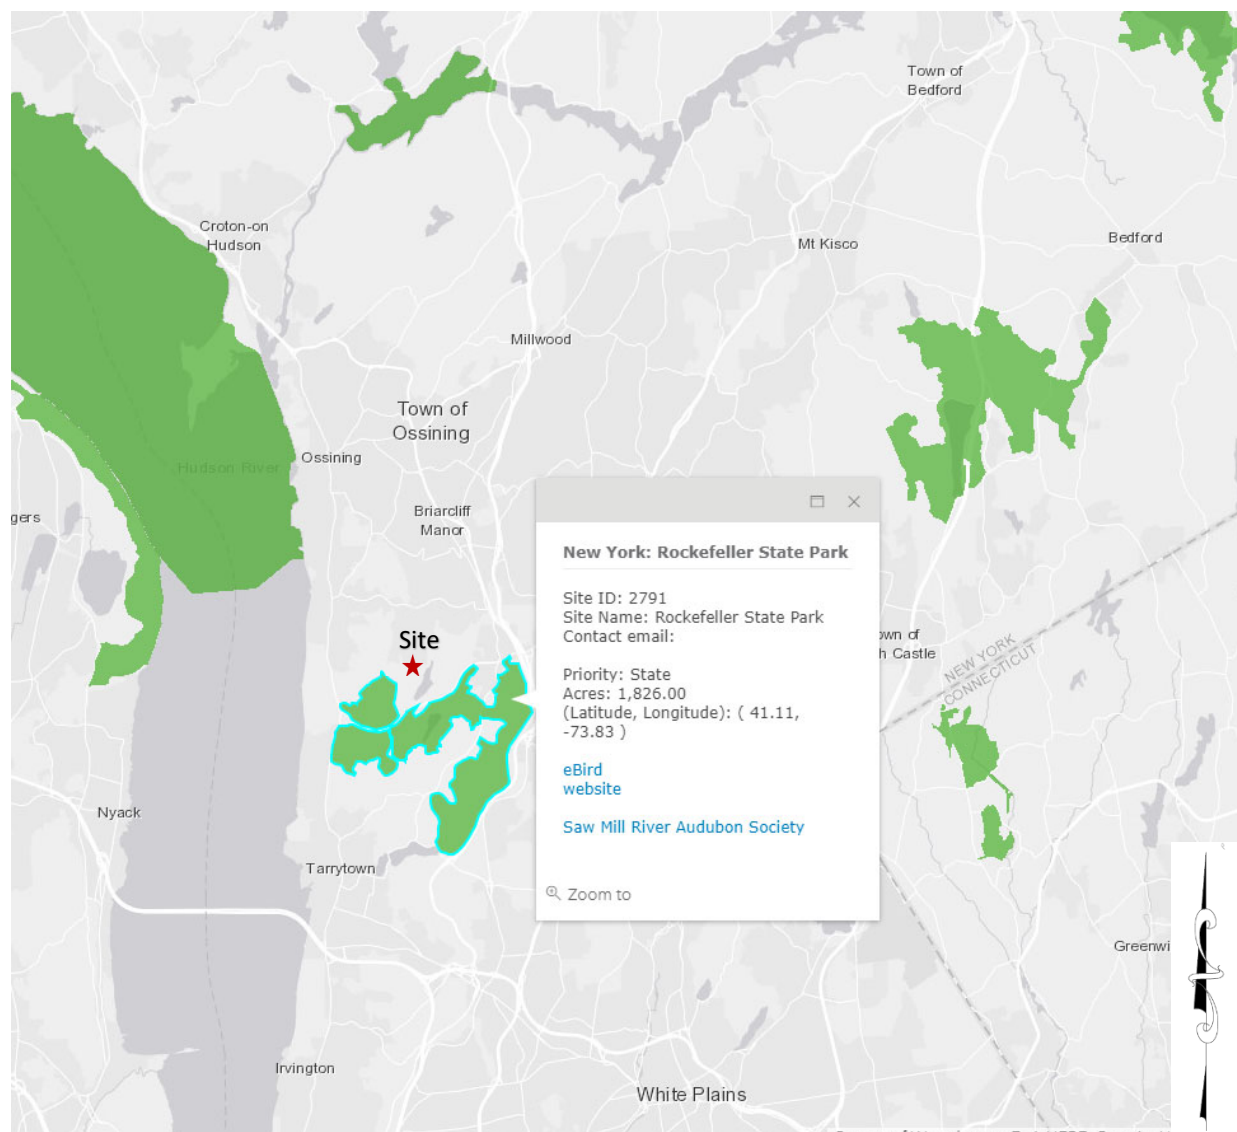 Town of
Bedford
Croton-on
Hudson
Mt Kisco
Bedford
Millwood
Town of
Ossining
Hudson River
Ossining
gers
Briarcliff
Manor
New York: Rockefeller State Park
Site ID: 2791
Site Name: Rockefeller State Park
Contact email:
Priority: State
Acres: 1,826.00
(Latitude, Longitude): ( 41.11,
-73.83 )
eBird
website
Saw Mill River Audubon Society
Zoom to
Site
own of
h Castle
NEW YORK
CONNECTICUT
Nyack
Tarrytown
Greenwi
Irvington
White Plains